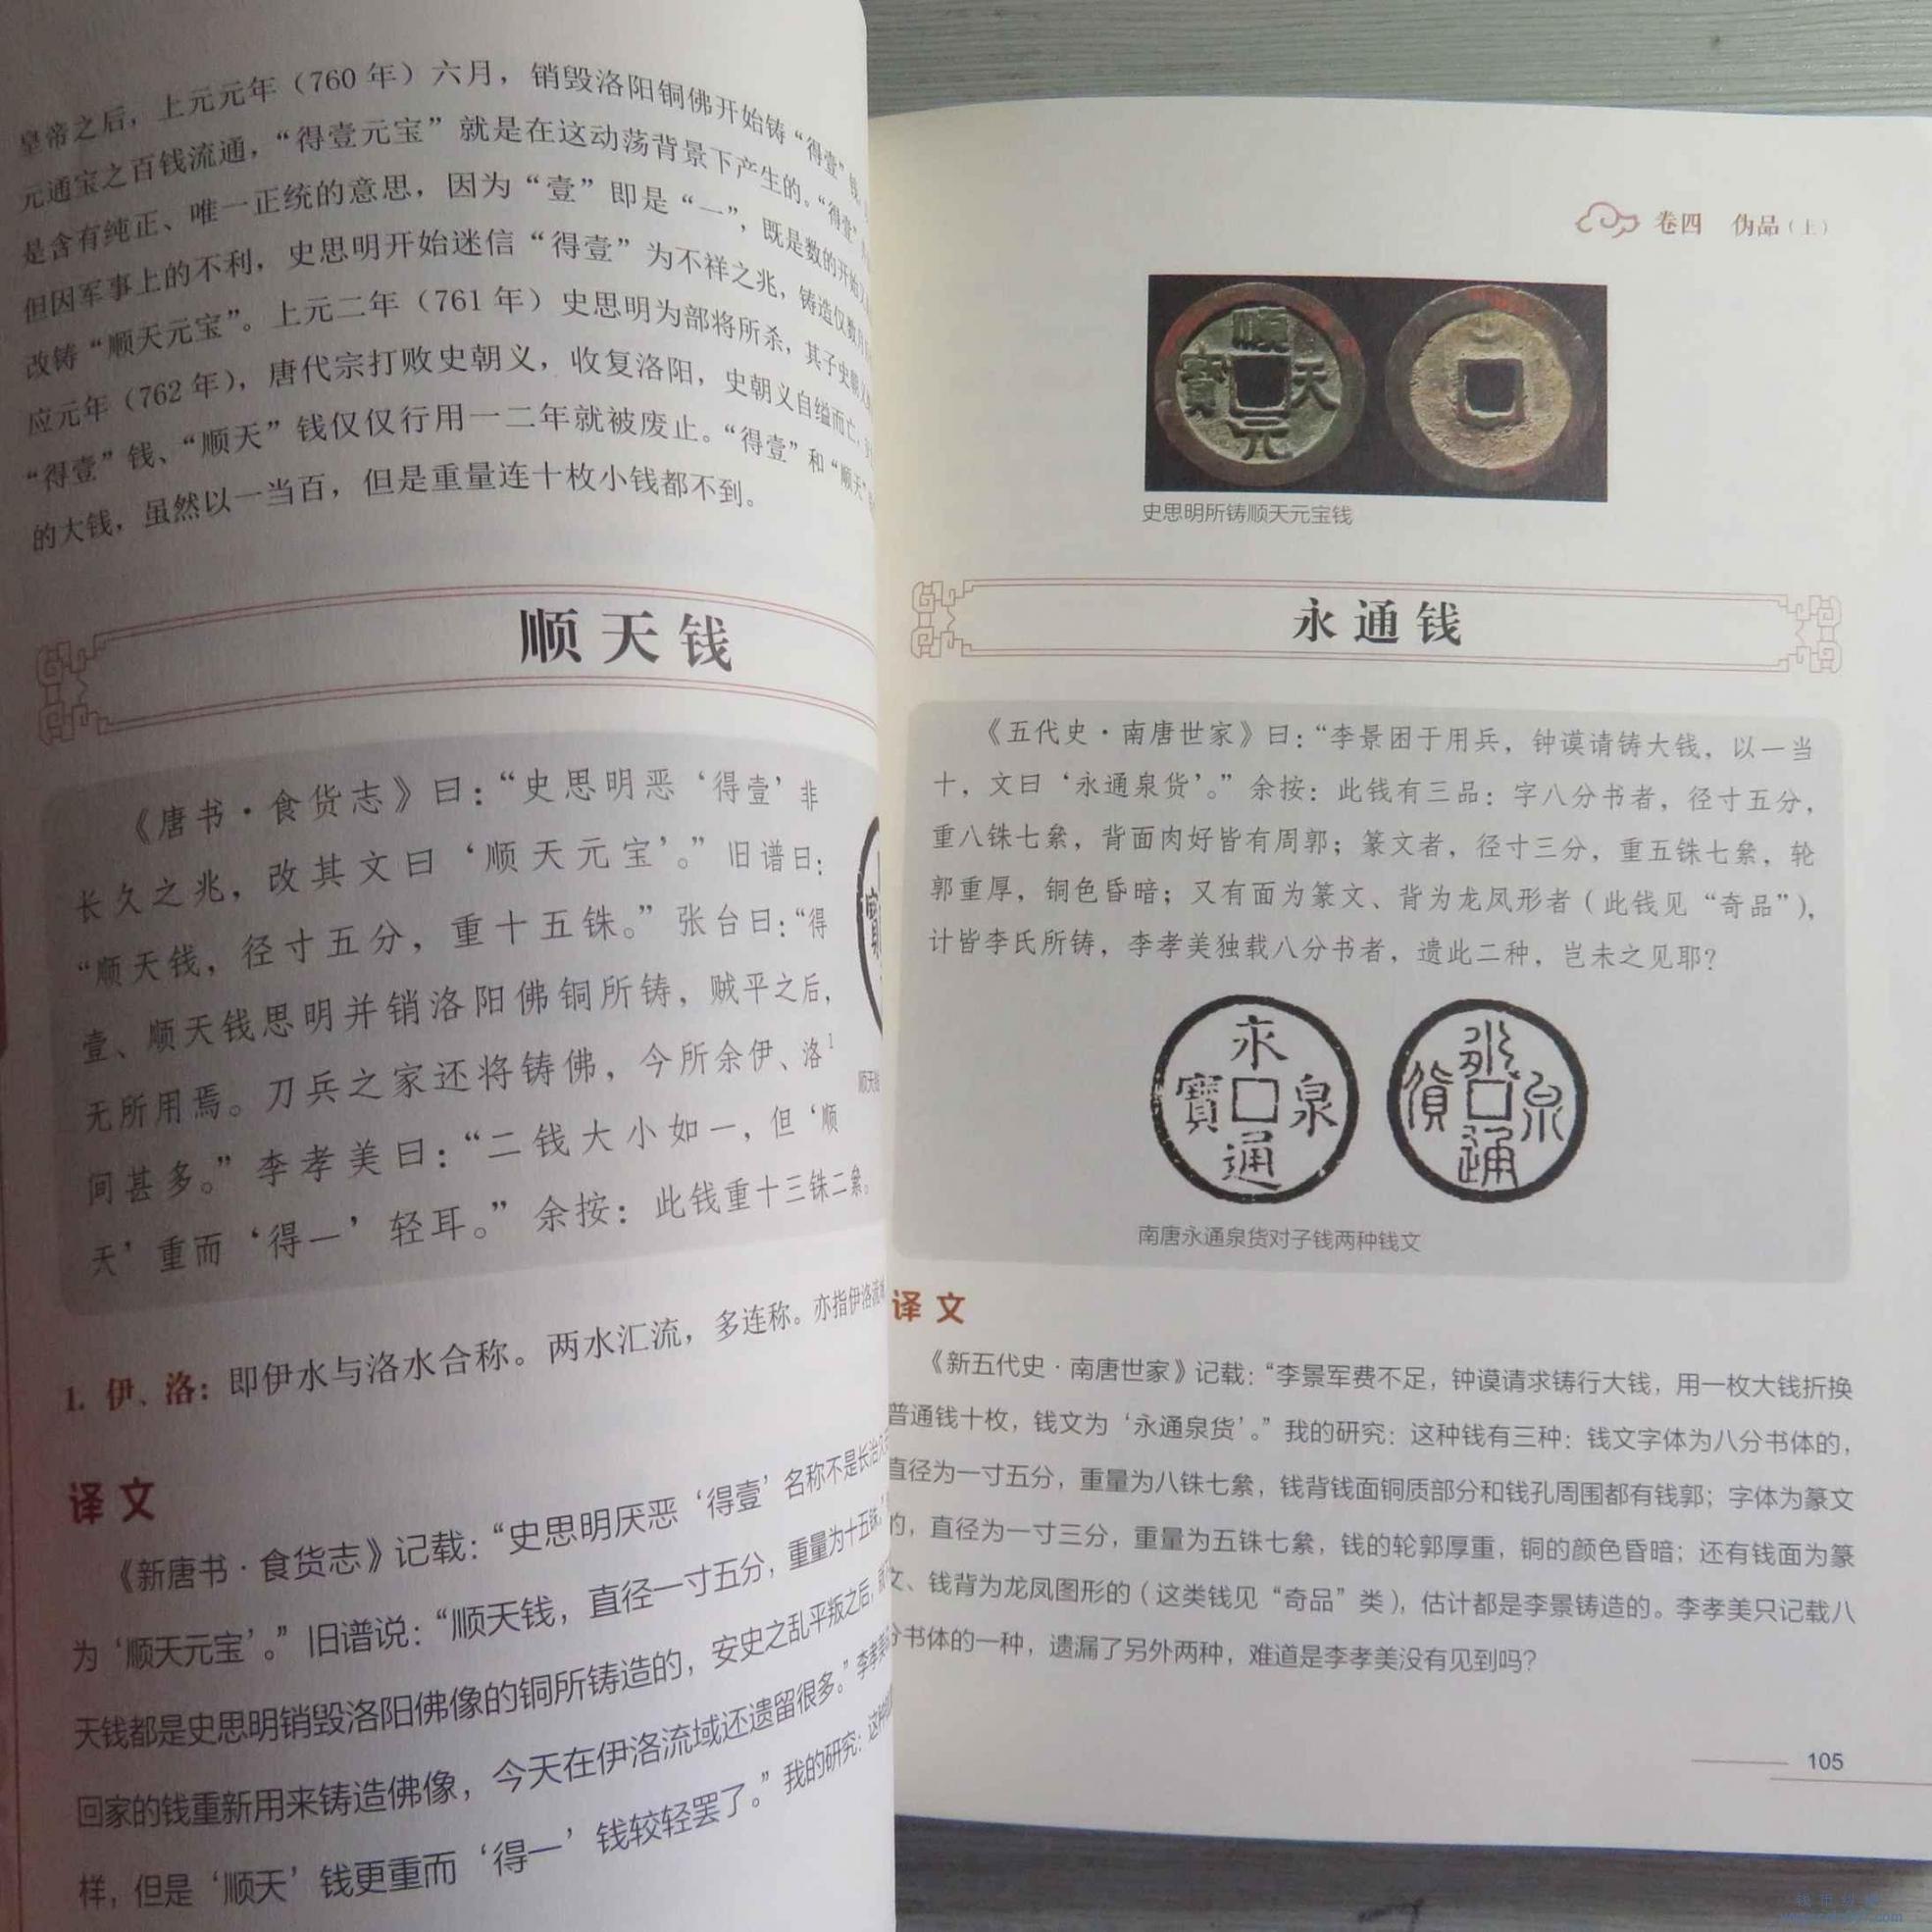 皇帝之后，上元元年（760年）六月，销毁洛阳铜佛开始铸“得壹”钱
元通宝之百钱流通，“得壹元宝”就是在这动荡背景下产生的。“得壹”
是含有纯正、唯一正统的意思，因为“壹”即是“一”，既是数的开始又
但因军事上的不利，史思明开始迷信“得壹”为不祥之兆，铸造仅数月
改铸“顺天元宝”。上元二年（761年）史思明为部将所杀，其子史朝义
应元年（762年），唐代宗打败史朝义，收复洛阳，史朝义自缢而亡，
“得壹”钱、“顺天”钱仅仅行用一二年就被废止。“得壹”和“顺天”
的大钱，虽然以一当百，但是重量连十枚小钱都不到。
顺天钱
《唐书·食货志》曰：“史思明恶‘得壹’非
长久之兆，改其文曰‘顺天元宝’。”旧谱曰：
“顺天钱，径寸五分，重十五铢。”张台曰：“得
壹、顺天钱思明并销洛阳佛铜所铸，贼平之后，
无所用焉。刀兵之家还将铸佛，今所余伊、洛1
间甚多。”李孝美曰：“二钱大小如一，但‘顺
天’重而‘得一’轻耳。”余按：此钱重十三铢二絫。
寶
顺天
1. 伊、洛：即伊水与洛水合称。两水汇流，多连称。亦指伊洛流
译文
《新唐书·食货志》记载：“史思明厌恶‘得壹’名称不是长治久
为‘顺天元宝’。”旧谱说：“顺天钱，直径一寸五分，重量为十五铢。”
天钱都是史思明销毁洛阳佛像的铜所铸造的，安史之乱平叛之后，
回家的钱重新用来铸造佛像，今天在伊洛流域还遗留很多。”李孝美
样，但是‘顺天’钱更重而‘得一’钱较轻罢了。”我的研究：这种
卷四 伪品（上）
順天元寶
史思明所铸顺天元宝钱
永通钱
《五代史·南唐世家》曰：“李景困于用兵，钟谟请铸大钱，以一当
十，文曰‘永通泉货’。”余按：此钱有三品：字八分书者，径寸五分，
重八铢七絫，背面肉好皆有周郭；篆文者，径寸三分，重五铢七絫，轮
郭重厚，铜色昏暗；又有面为篆文、背为龙凤形者（此钱见“奇品”），
计皆李氏所铸，李孝美独载八分书者，遗此二种，岂未之见耶？
永通泉寶
永通泉貨
南唐永通泉货对子钱两种钱文
译文
《新五代史·南唐世家》记载：“李景军费不足，钟谟请求铸行大钱，用一枚大钱折换
普通钱十枚，钱文为‘永通泉货’。”我的研究：这种钱有三种：钱文字体为八分书体的，
直径为一寸五分，重量为八铢七絫，钱背钱面铜质部分和钱孔周围都有钱郭；字体为篆文
的，直径为一寸三分，重量为五铢七絫，钱的轮郭厚重，铜的颜色昏暗；还有钱面为篆
文、钱背为龙凤图形的（这类钱见“奇品”类），估计都是李景铸造的。李孝美只记载八
分书体的一种，遗漏了另外两种，难道是李孝美没有见到吗？
105